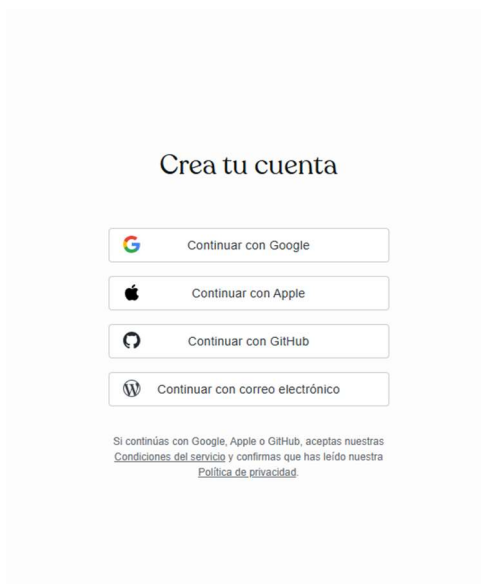 Crea tu cuenta
Continuar con Google
Continuar con Apple
Continuar con GitHub
Continuar con correo electrónico
Si continúas con Google, Apple o GitHub, aceptas nuestras
Condiciones del servicio y confirmas que has leído nuestra
Política de privacidad.